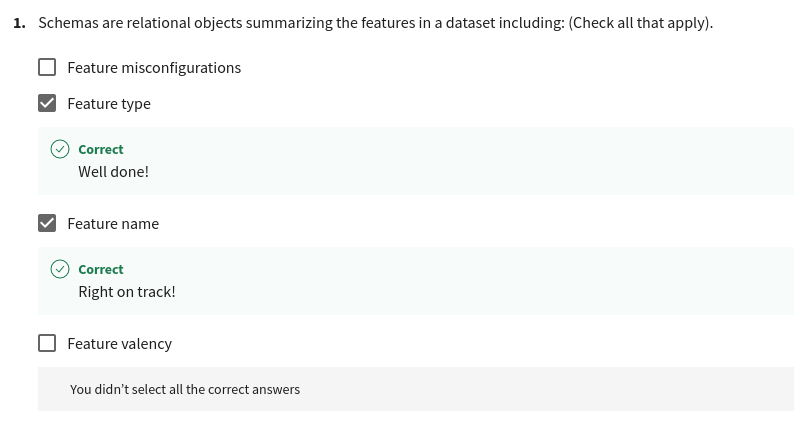 1. Schemas are relational objects summarizing the features in a dataset including: (Check all that apply).
Feature misconfigurations
Feature type
Correct
Well done!
Feature name
Correct
Right on track!
Feature valency
You didn't select all the correct answers